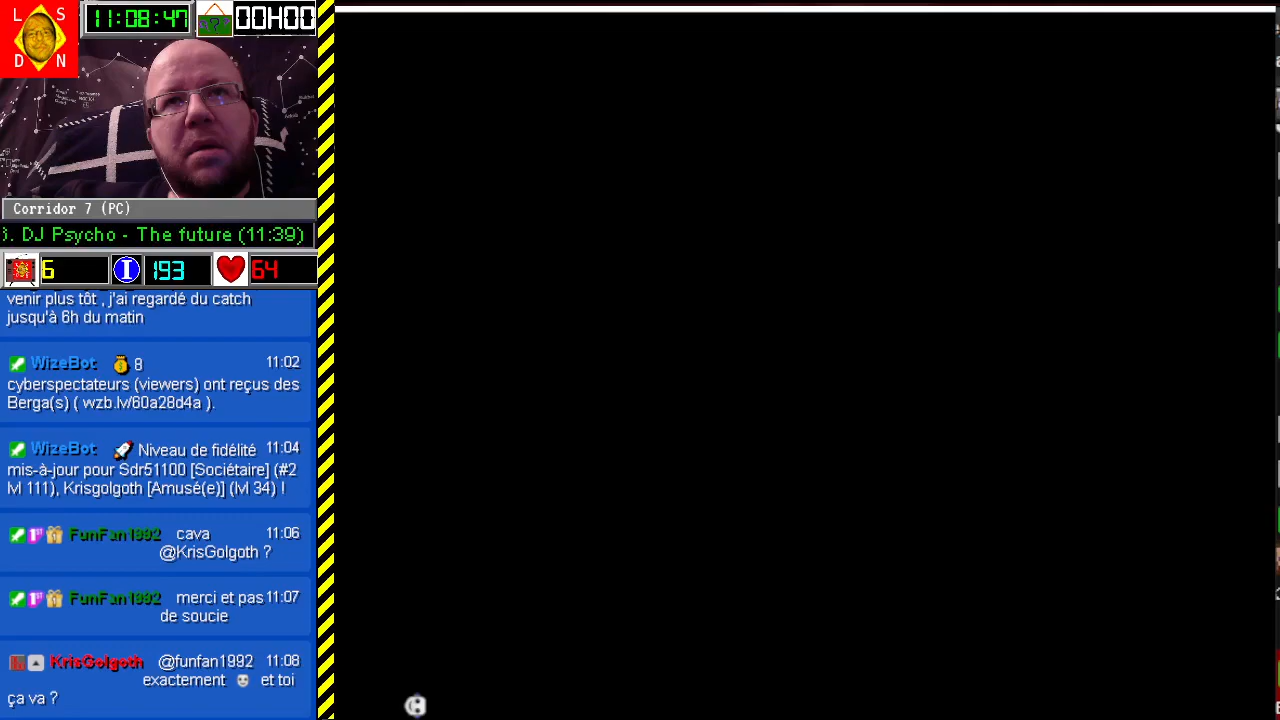 L S
D N
11:08:47
00H00
Corridor 7 (PC)
. DJ Psycho - The future (11:39)
6
193
64
venir plus tôt , j'ai regardé du catch
jusqu'à 6h du matin
WizeBot 8 11:02
cyberspectateurs (viewers) ont reçus des
Berga(s) ( wzb.lv/60a28d4a ).
WizeBot Niveau de fidélité 11:04
mis-à-jour pour Sdr51100 [Sociétaire] (#2
lvl 111), Krisgolgoth [Amusé(e)] (lvl 34) !
FunFan1992 cava 11:06
@KrisGolgoth ?
FunFan1992 merci et pas 11:07
de soucie
KrisGolgoth @funfan1992 11:08
exactement et toi
ça va ?